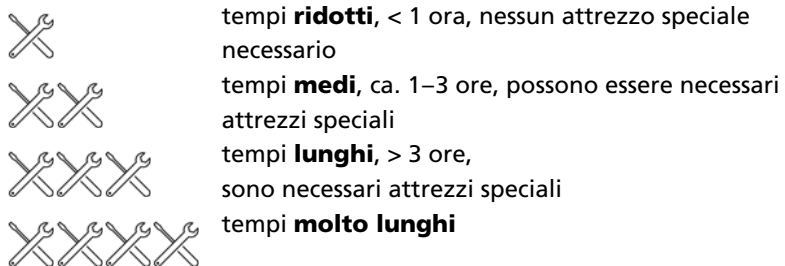 tempi ridotti, < 1 ora, nessun attrezzo speciale
necessario
tempi medi, ca. 1–3 ore, possono essere necessari
attrezzi speciali
tempi lunghi, > 3 ore,
sono necessari attrezzi speciali
tempi molto lunghi